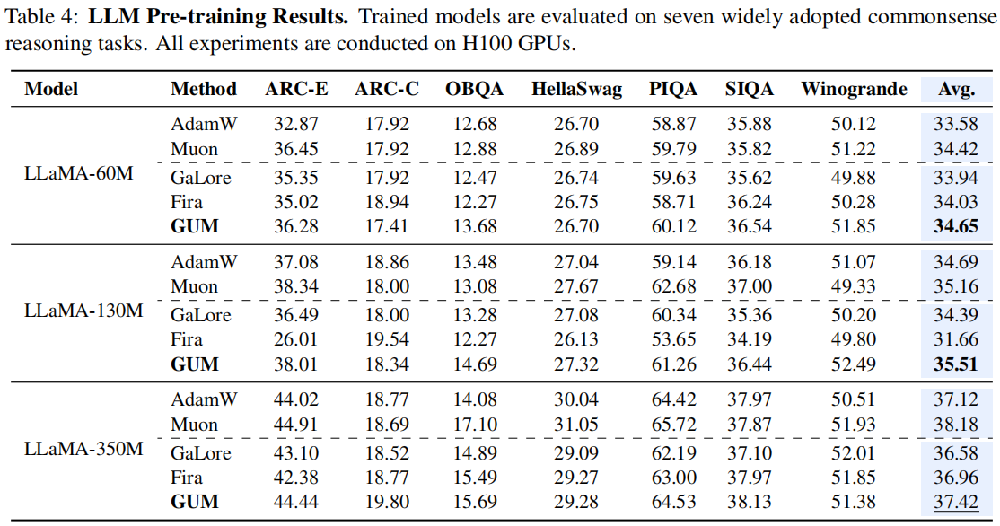 Table 4: LLM Pre-training Results. Trained models are evaluated on seven widely adopted commonsense
reasoning tasks. All experiments are conducted on H100 GPUs.
Model Method ARC-E ARC-C OBQA HellaSwag PIQA SIQA Winogrande Avg.
AdamW 32.87 17.92 12.68 26.70 58.87 35.88 50.12 33.58
Muon 36.45 17.92 12.88 26.89 59.79 35.82 51.22 34.42
LLaMA-60M
GaLore 35.35 17.92 12.47 26.74 59.63 35.62 49.88 33.94
Fira 35.02 18.94 12.27 26.75 58.71 36.24 50.28 34.03
GUM 36.28 17.41 13.68 26.70 60.12 36.54 51.85 34.65
AdamW 37.08 18.86 13.48 27.04 59.14 36.18 51.07 34.69
Muon 38.34 18.00 13.08 27.67 62.68 37.00 49.33 35.16
LLaMA-130M
GaLore 36.49 18.00 13.28 27.08 60.34 35.36 50.20 34.39
Fira 26.01 19.54 12.27 26.13 53.65 34.19 49.80 31.66
GUM 38.01 18.34 14.69 27.32 61.26 36.44 52.49 35.51
AdamW 44.02 18.77 14.08 30.04 64.42 37.97 50.51 37.12
Muon 44.91 18.69 17.10 31.05 65.72 37.87 51.93 38.18
LLaMA-350M
GaLore 43.10 18.52 14.89 29.09 62.19 37.10 52.01 36.58
Fira 42.38 18.77 15.49 29.27 63.00 37.97 51.85 36.96
GUM 44.44 19.80 15.69 29.28 64.53 38.13 51.38 37.42